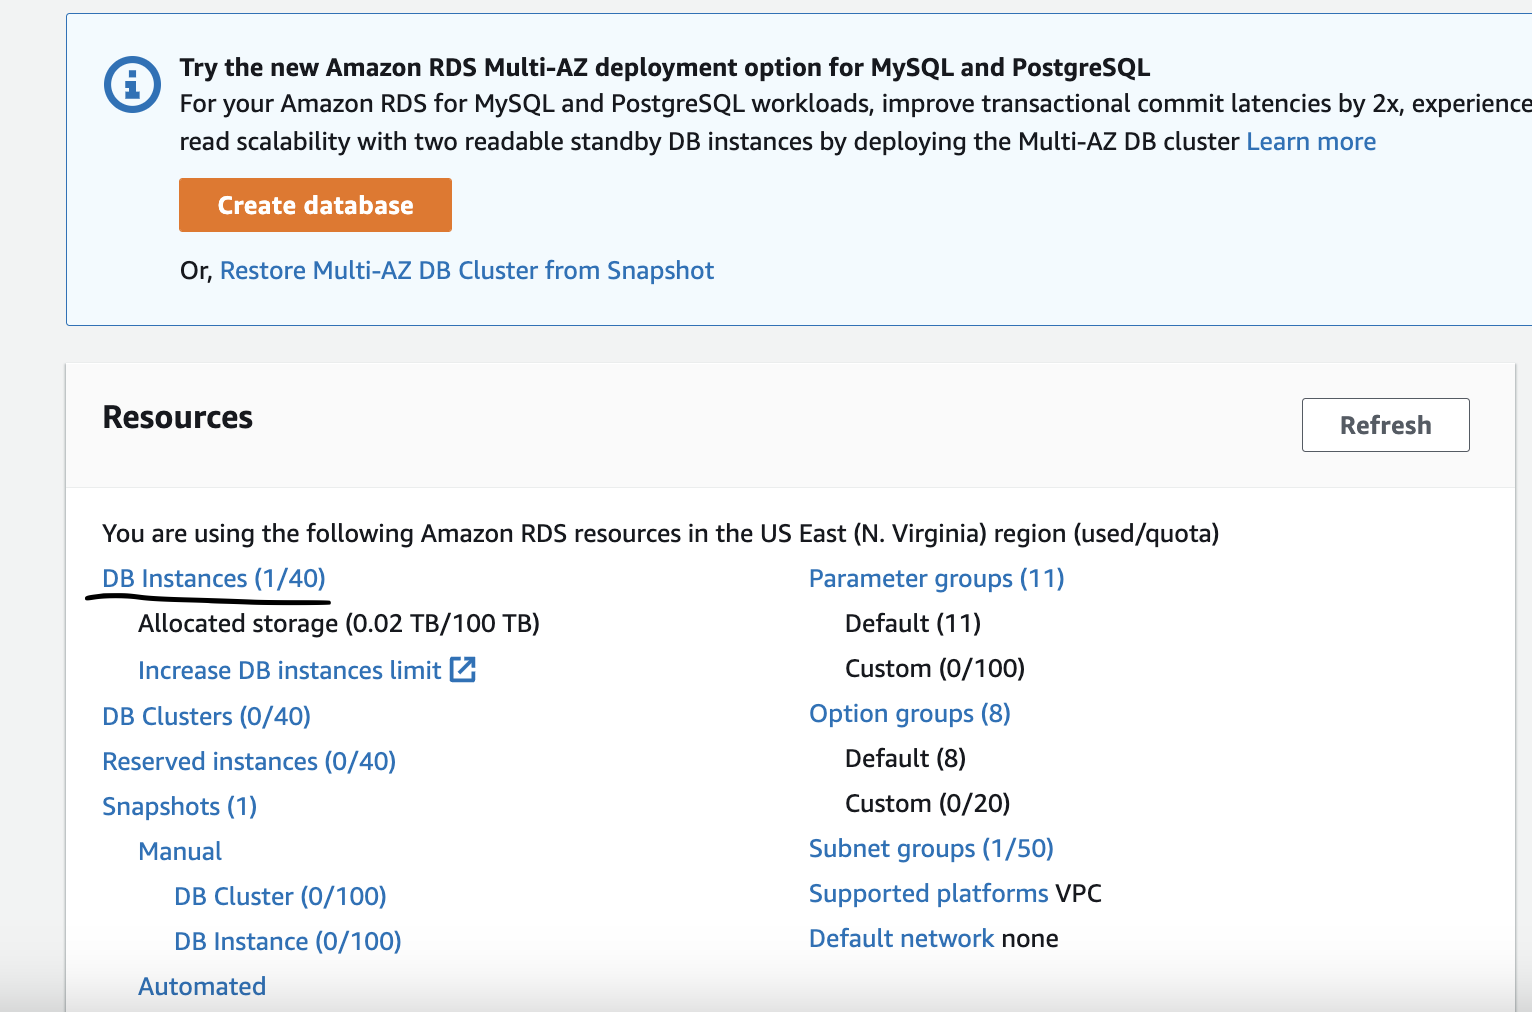 Try the new Amazon RDS Multi-AZ deployment option for MySQL and PostgreSQL
For your Amazon RDS for MySQL and PostgreSQL workloads, improve transactional commit latencies by 2x, experience
read scalability with two readable standby DB instances by deploying the Multi-AZ DB cluster Learn more
Create database
Or, Restore Multi-AZ DB Cluster from Snapshot
Resources
Refresh
You are using the following Amazon RDS resources in the US East (N. Virginia) region (used/quota)
DB Instances (1/40)
Allocated storage (0.02 TB/100 TB)
Increase DB instances limit
DB Clusters (0/40)
Reserved instances (0/40)
Snapshots (1)
Manual
DB Cluster (0/100)
DB Instance (0/100)
Automated
Parameter groups (11)
Default (11)
Custom (0/100)
Option groups (8)
Default (8)
Custom (0/20)
Subnet groups (1/50)
Supported platforms VPC
Default network none